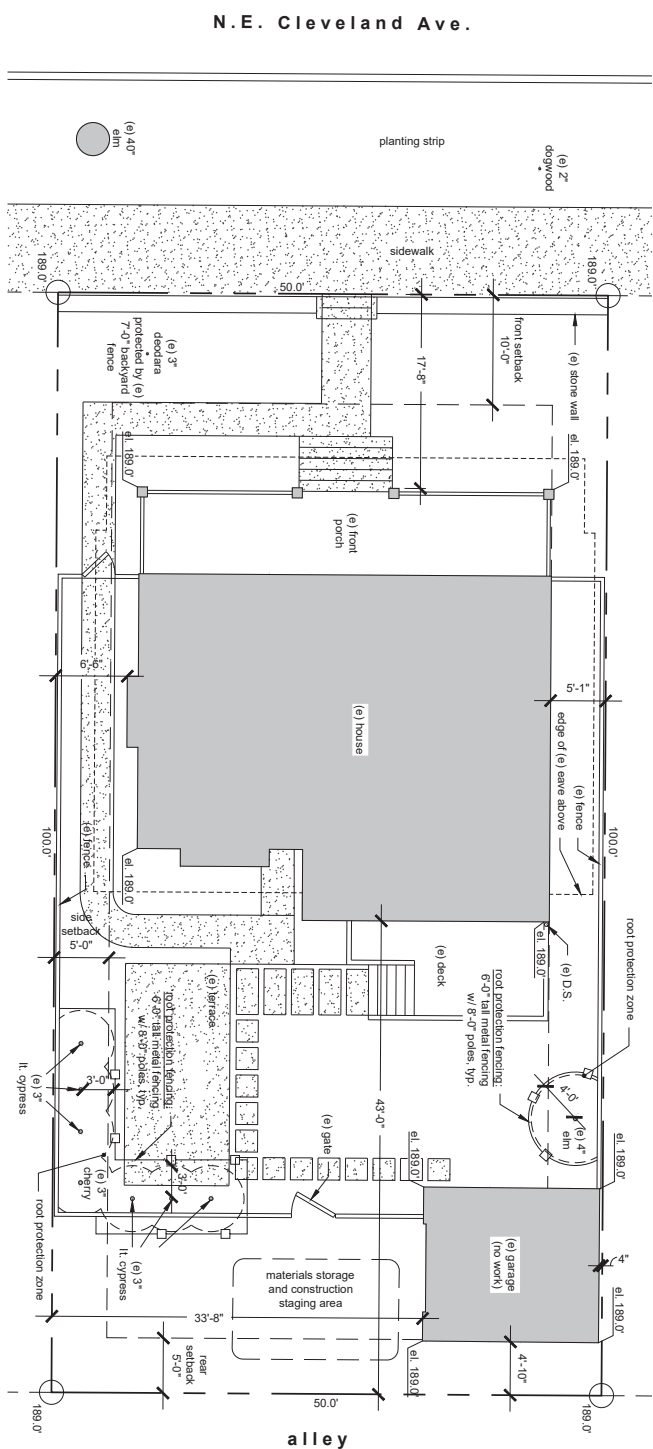 N.E. Cleveland Ave.
(e) 40"
elm
planting strip
(e) 2"
dogwood
sidewalk
189.0'
50.0'
189.0'
(e) 3"
deodara
protected by (e)
7'-0" backyard
fence
17'-8"
front setback
10'-0"
(e) stone wall
el. 189.0'
el. 189.0'
(e) front
porch
6'-6"
5'-1"
(e) house
edge of (e) eave above
(e) fence
100.0'
100.0'
(e) fence
el. 189.0'
side
setback
5'-0"
root protection zone
(e) D.S.
el. 189.0'
(e) deck
root protection fencing:
6'-0" tall metal fencing
w/ 8'-0" poles, typ.
(e) terrace
root protection fencing:
6'-0" tall metal fencing
w/ 8'-0" poles, typ.
(e) 3"
lt. cypress
3'-0"
4'-0"
(e) 4"
elm
43'-0"
(e) gate
el. 189.0'
el. 189.0'
(e) 3"
cherry
3'-0"
root protection zone
(e) 3"
lt. cypress
(e) garage
(no work)
4"
materials storage
and construction
staging area
33'-8"
el. 189.0'
el. 189.0'
rear
setback
5'-0"
4'-10"
189.0'
50.0'
189.0'
alley